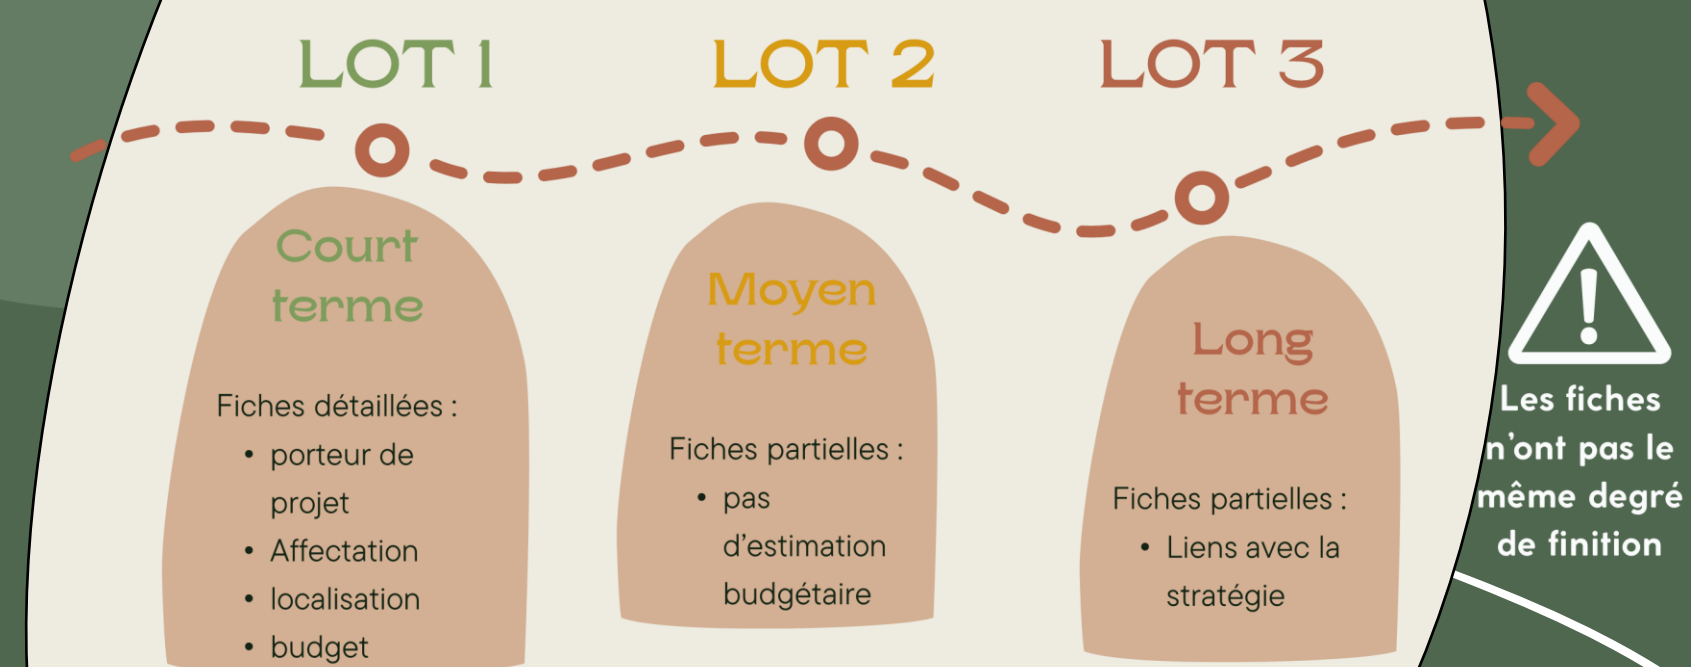 LOT 1
LOT 2
LOT 3
Court
terme
Fiches détaillées :
• porteur de
projet
• Affectation
• localisation
• budget
Moyen
terme
Fiches partielles :
• pas
d'estimation
budgétaire
Long
terme
Fiches partielles :
• Liens avec la
stratégie
!
Les fiches
n'ont pas le
même degré
de finition